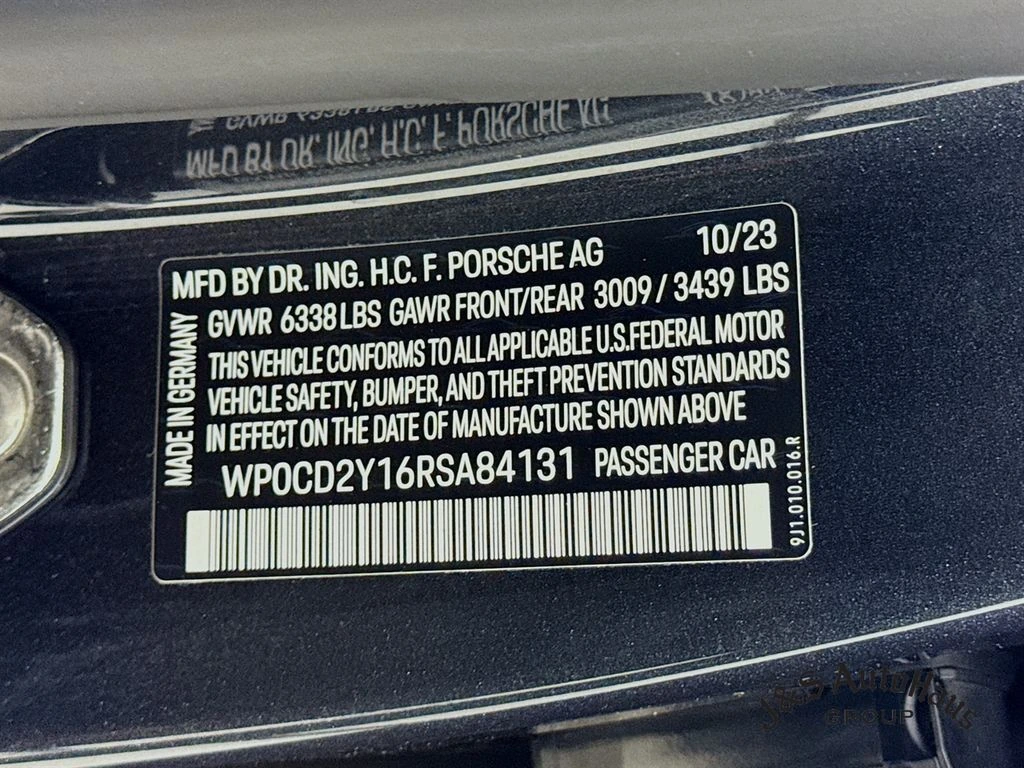 MFD BY DR. ING. H.C. F. PORSCHE AG 10/23
GVWR 6338 LBS GAWR FRONT/REAR 3009 / 3439 LBS
THIS VEHICLE CONFORMS TO ALL APPLICABLE U.S. FEDERAL MOTOR
VEHICLE SAFETY, BUMPER, AND THEFT PREVENTION STANDARDS
IN EFFECT ON THE DATE OF MANUFACTURE SHOWN ABOVE
WP0CD2Y16RSA84131 PASSENGER CAR
MADE IN GERMANY
9J1.010.016.R
AutoHaus
GROUP